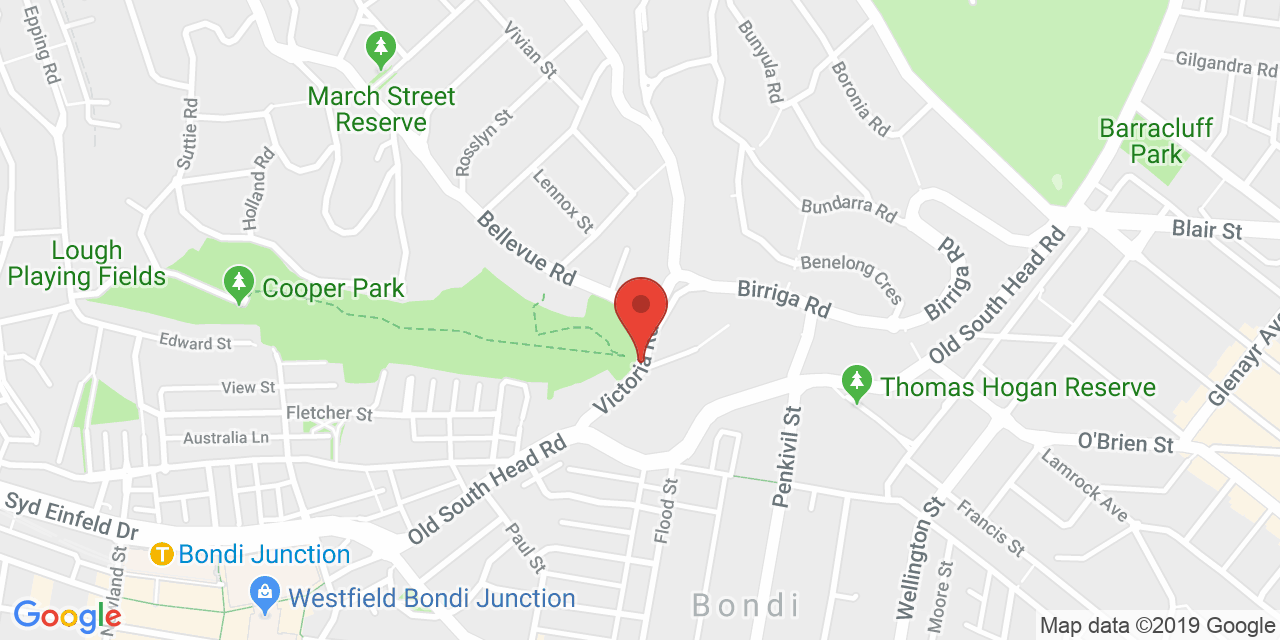 Epping Rd
Vivian St
Bunyula Rd
Boronia Rd
Gilgandra Rd
March Street
Reserve
Suttie Rd
Rosslyn St
Barracluff
Park
Holland Rd
Lennox St
Bundarra Rd
Bellevue Rd
Blair St
Lough
Playing Fields
Cooper Park
Benelong Cres
Birriga Rd
Birriga Rd
Old South Head Rd
Edward St
Victoria Rd
View St
Thomas Hogan Reserve
Glenayr Ave
Fletcher St
Australia Ln
Penkivil St
O'Brien St
Old South Head Rd
Lamrock Ave
Syd Einfeld Dr
Flood St
Paul St
Francis St
Wellington St
T
Bondi Junction
Westfield Bondi Junction
Moore St
Bondi
Google
Map data ©2019 Google